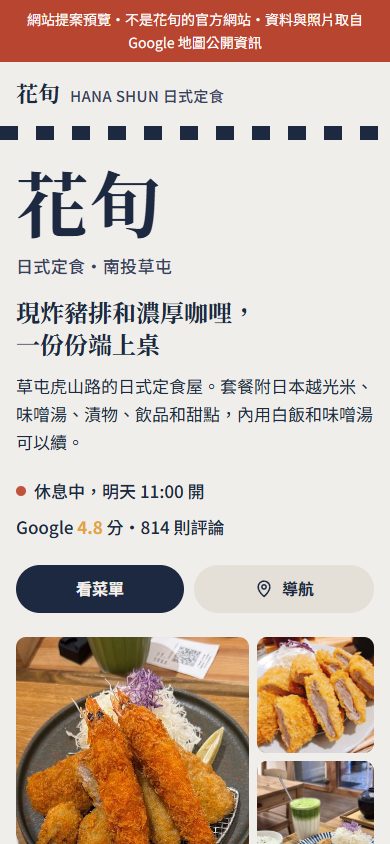 網站提案預覽・不是花旬的官方網站・資料與照片取自
Google 地圖公開資訊
花旬 HANA SHUN 日式定食
花旬
日式定食・南投草屯
現炸豬排和濃厚咖哩，
一份份端上桌
草屯虎山路的日式定食屋。套餐附日本越光米、
味噌湯、漬物、飲品和甜點，內用白飯和味噌湯
可以續。
休息中，明天 11:00 開
Google 4.8 分・814 則評論
看菜單
導航